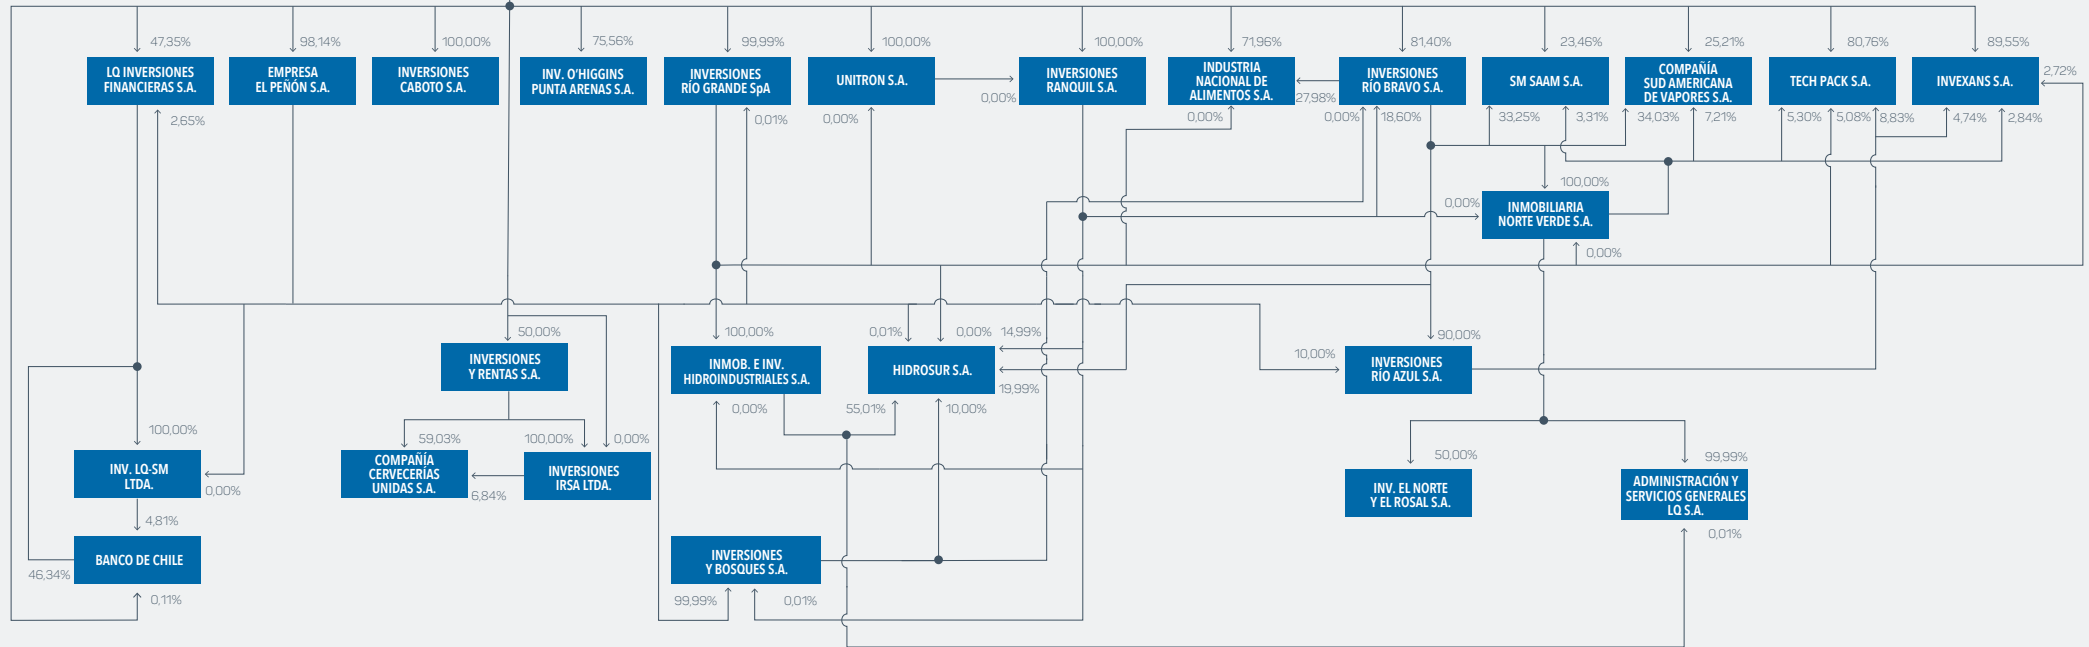 47,35%
98,14%
100,00%
75,56%
99,99%
100,00%
100,00%
71,96%
81,40%
23,46%
25,21%
80,76%
89,55%
LQ INVERSIONES
FINANCIERAS S.A.
EMPRESA
EL PEÑÓN S.A.
INVERSIONES
CABOTO S.A.
INV. O'HIGGINS
PUNTA ARENAS S.A.
INVERSIONES
RÍO GRANDE SpA
UNITRON S.A.
INVERSIONES
RANQUIL S.A.
INDUSTRIA
NACIONAL DE
ALIMENTOS S.A.
INVERSIONES
RÍO BRAVO S.A.
SM SAAM S.A.
COMPAÑÍA
SUD AMERICANA
DE VAPORES S.A.
TECH PACK S.A.
INVEXANS S.A.
2,72%
0,00%
27,98%
2,65%
0,01%
0,00%
0,00%
0,00%
18,60%
33,25%
3,31%
34,03%
7,21%
5,30%
5,08%
8,83%
4,74%
2,84%
100,00%
0,00%
INMOBILIARIA
NORTE VERDE S.A.
0,00%
50,00%
100,00%
0,01%
0,00%
14,99%
90,00%
10,00%
INVERSIONES
Y RENTAS S.A.
INMOB. E INV.
HIDROINDUSTRIALES S.A.
HIDROSUR S.A.
INVERSIONES
RÍO AZUL S.A.
19,99%
0,00%
55,01%
10,00%
100,00%
59,03%
100,00%
0,00%
50,00%
99,99%
INV. LQ-SM
LTDA.
COMPAÑÍA
CERVECERÍAS
UNIDAS S.A.
INVERSIONES
IRSA LTDA.
INV. EL NORTE
Y EL ROSAL S.A.
ADMINISTRACIÓN Y
SERVICIOS GENERALES
LQ S.A.
0,00%
6,84%
4,81%
0,01%
BANCO DE CHILE
INVERSIONES
Y BOSQUES S.A.
46,34%
0,11%
99,99%
0,01%